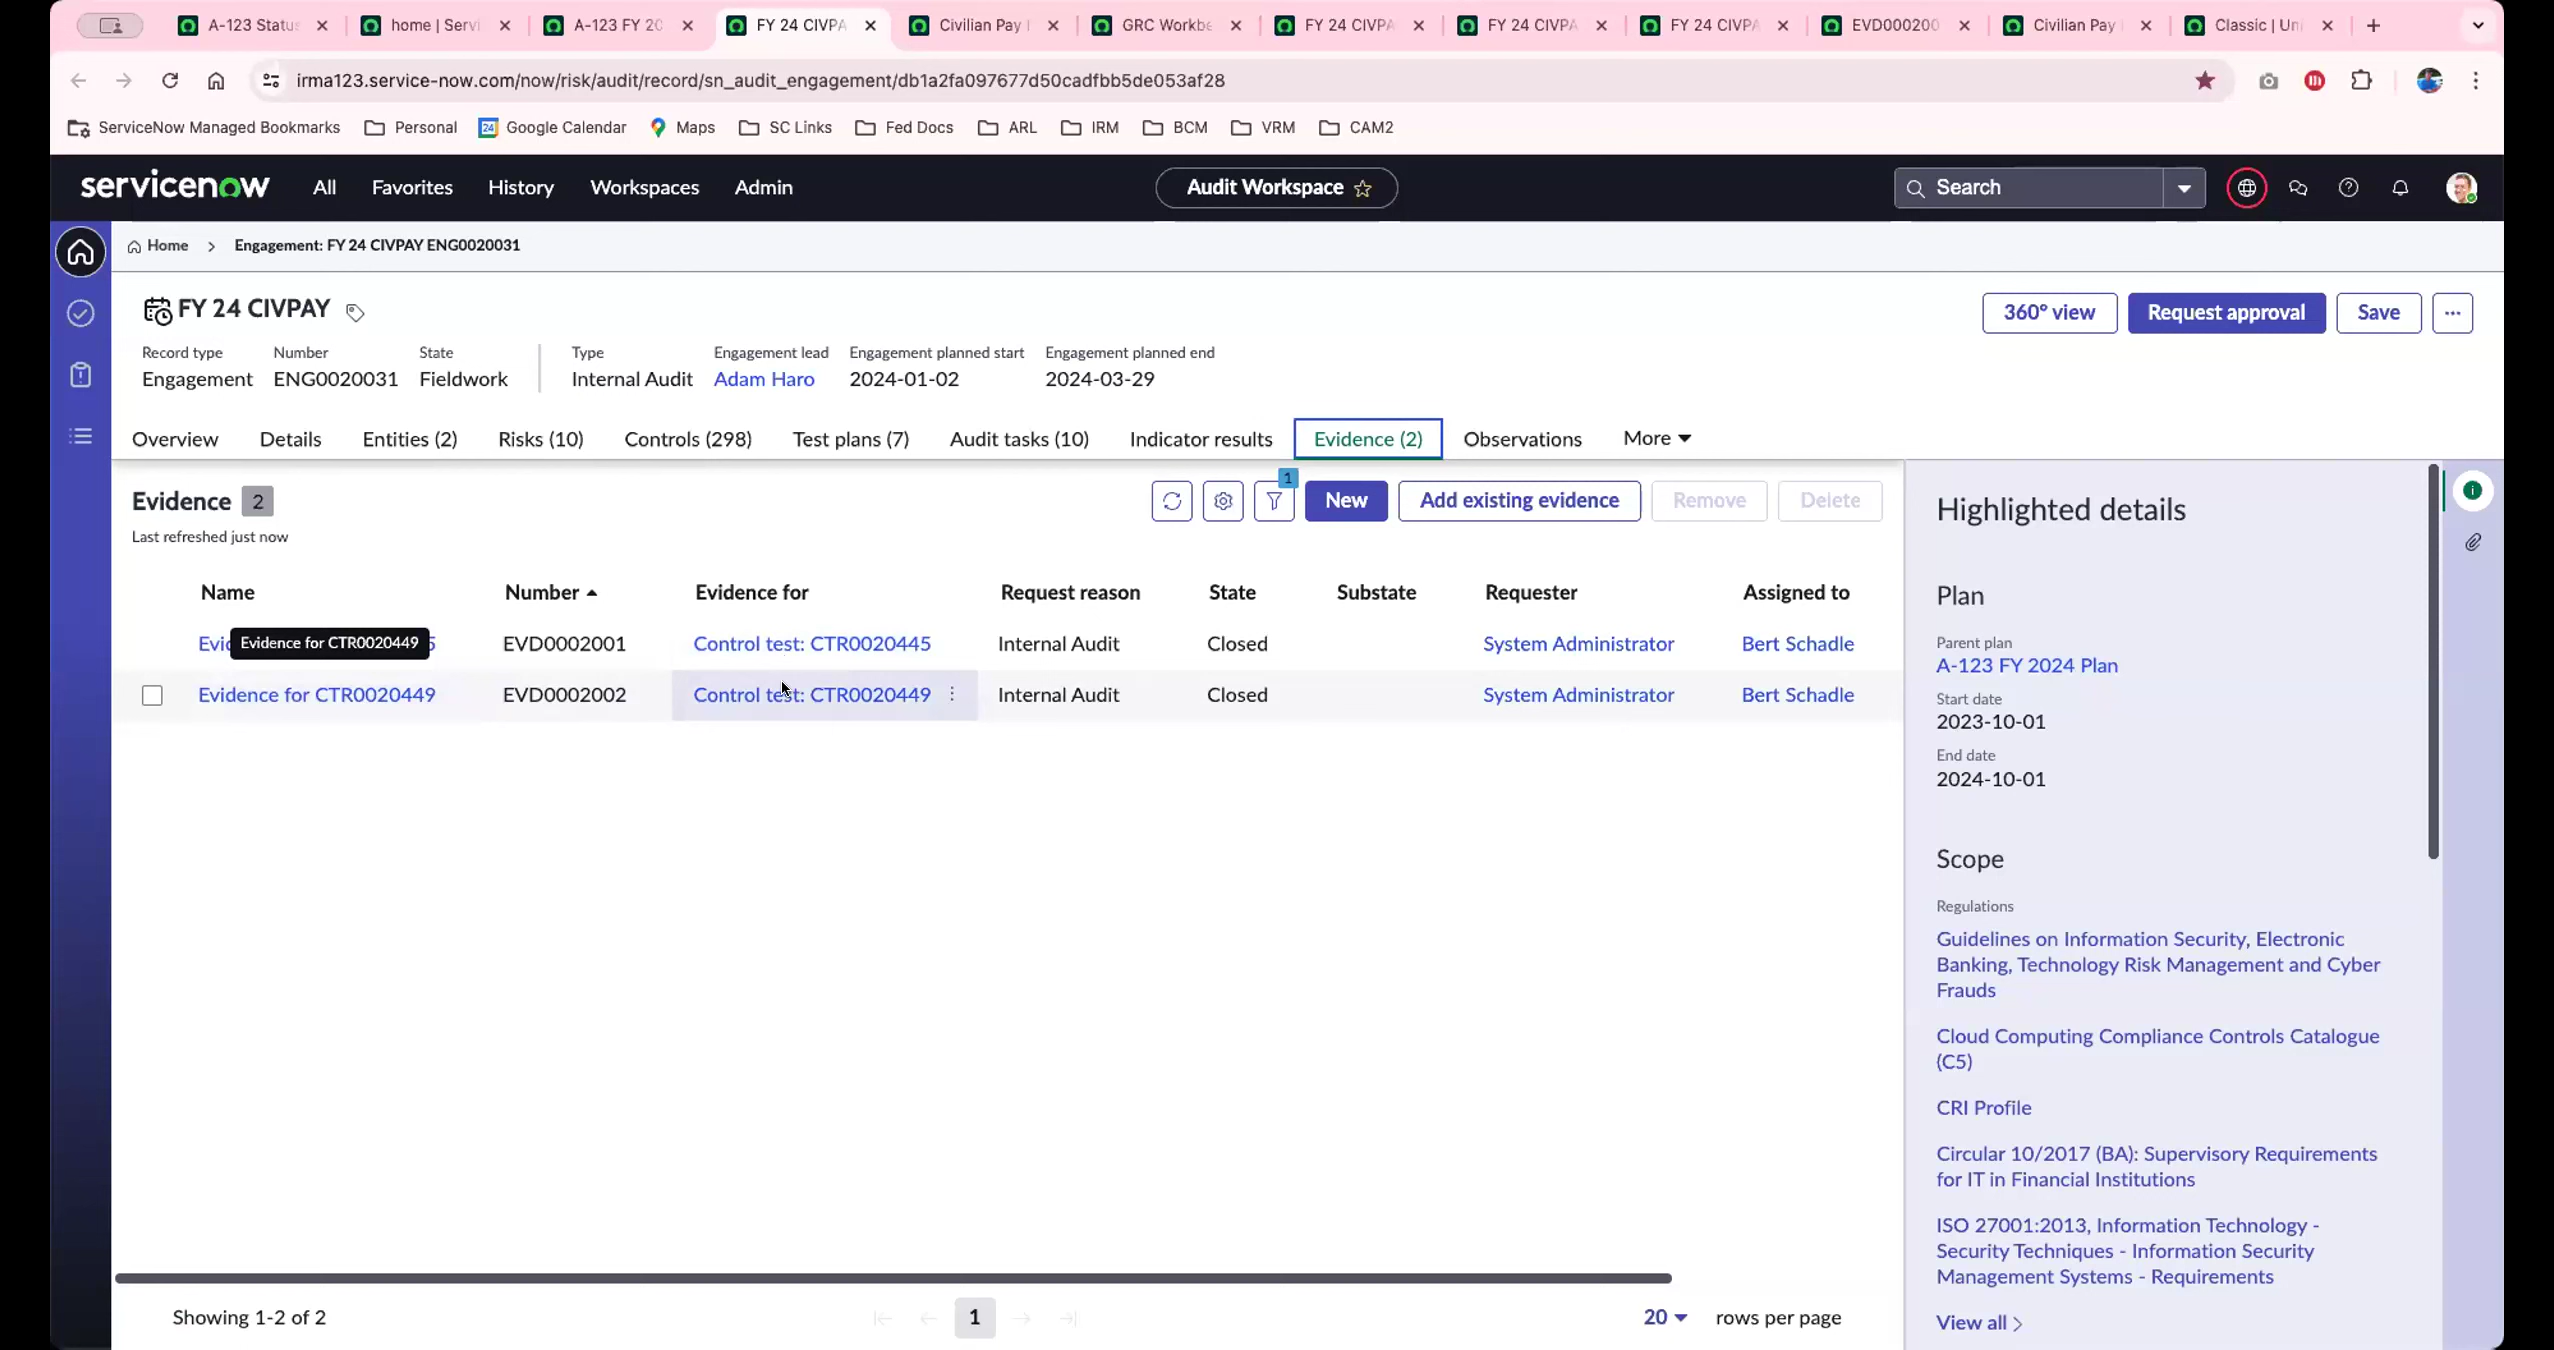 A-123 Status
home | Servi
A-123 FY 20
FY 24 CIVPA
Civilian Pay
GRC Workbe
FY 24 CIVPA
FY 24 CIVPA
FY 24 CIVPA
EVD000200
Civilian Pay
Classic | Uni
irma123.service-now.com/now/risk/audit/record/sn_audit_engagement/db1a2fa097677d50cadfbb5de053af28
ServiceNow Managed Bookmarks Personal 24 Google Calendar Maps SC Links Fed Docs ARL IRM BCM VRM CAM2
servicenow All Favorites History Workspaces Admin Audit Workspace Search
Home > Engagement: FY 24 CIVPAY ENG0020031
FY 24 CIVPAY
360° view Request approval Save ...
Record type Number State Type Engagement lead Engagement planned start Engagement planned end
Engagement ENG0020031 Fieldwork Internal Audit Adam Haro 2024-01-02 2024-03-29
Overview Details Entities (2) Risks (10) Controls (298) Test plans (7) Audit tasks (10) Indicator results Evidence (2) Observations More
Evidence 2
1
New Add existing evidence Remove Delete
Last refreshed just now
Name Number Evidence for Request reason State Substate Requester Assigned to
Evi 5 EVD0002001 Control test: CTR0020445 Internal Audit Closed System Administrator Bert Schadle
Evidence for CTR0020449
Evidence for CTR0020449 EVD0002002 Control test: CTR0020449 Internal Audit Closed System Administrator Bert Schadle
Showing 1-2 of 2
1
20 rows per page
Highlighted details
Plan
Parent plan
A-123 FY 2024 Plan
Start date
2023-10-01
End date
2024-10-01
Scope
Regulations
Guidelines on Information Security, Electronic
Banking, Technology Risk Management and Cyber
Frauds
Cloud Computing Compliance Controls Catalogue
(C5)
CRI Profile
Circular 10/2017 (BA): Supervisory Requirements
for IT in Financial Institutions
ISO 27001:2013, Information Technology -
Security Techniques - Information Security
Management Systems - Requirements
View all >